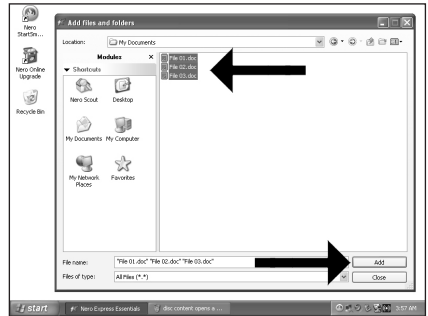 Nero
StartSm...
Nero Online
Upgrade
Recycle Bin
Add files and folders
Location:
My Documents
Modules
Shortcuts
Nero Scout
Desktop
My Documents
My Computer
My Network
Places
Favorites
File 01.doc
File 02.doc
File 03.doc
File name:
"File 01.doc" "File 02.doc" "File 03.doc"
Add
Files of type:
All Files (*.*)
Close
start
Nero Express Essentials
disc content opens a ...
3:57 AM